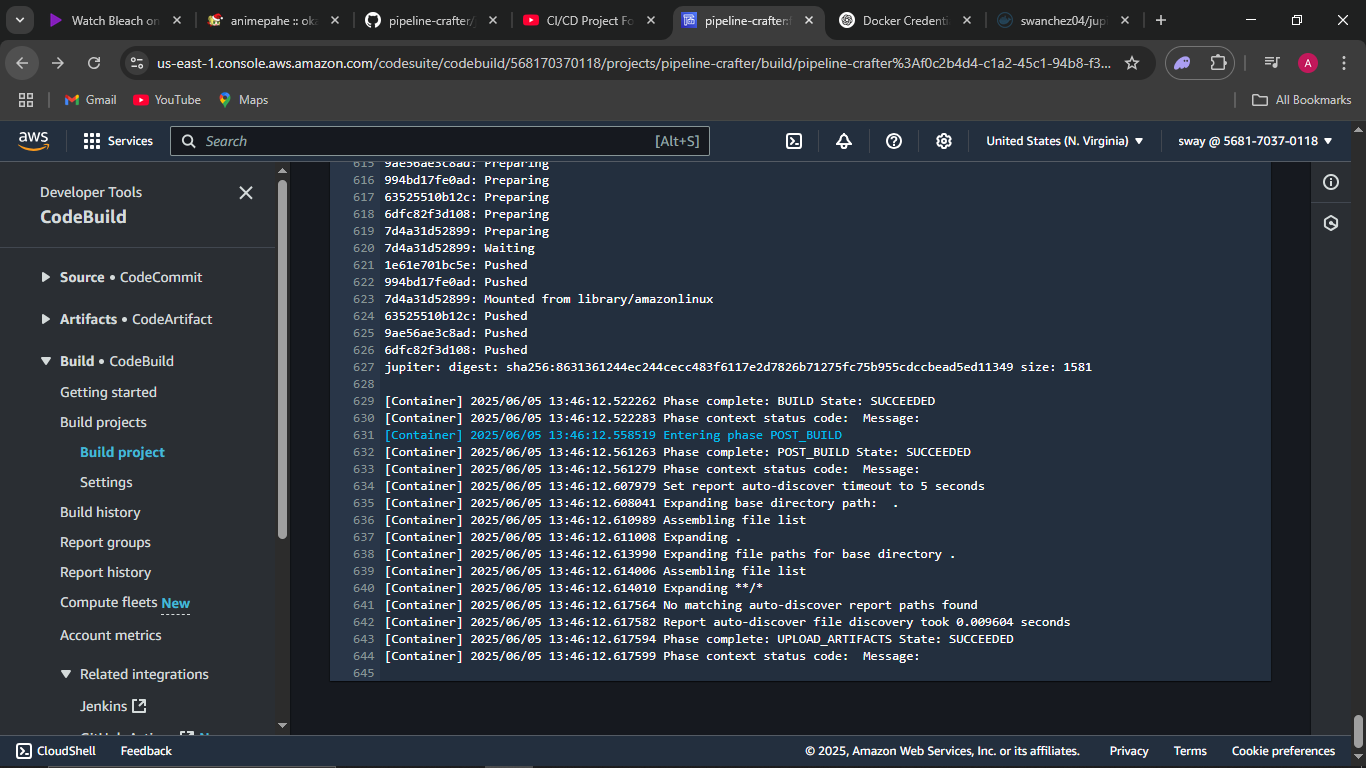 Watch Bleach on
animepahe :: oka
pipeline-crafter/
CI/CD Project Fo
pipeline-crafter:f
Docker Credenti
swanchez04/jupi
us-east-1.console.aws.amazon.com/codesuite/codebuild/568170370118/projects/pipeline-crafter/build/pipeline-crafter%3Af0c2b4d4-c1a2-45c1-94b8-f3...
A
Gmail
YouTube
Maps
All Bookmarks
aws
Services
Search
[Alt+S]
United States (N. Virginia)
sway @ 5681-7037-0118
Developer Tools
CodeBuild
Source • CodeCommit
Artifacts • CodeArtifact
Build • CodeBuild
Getting started
Build projects
Build project
Settings
Build history
Report groups
Report history
Compute fleets New
Account metrics
Related integrations
Jenkins
615 9ae56ae3c8ad: Preparing
616 994bd17fe0ad: Preparing
617 63525510b12c: Preparing
618 6dfc82f3d108: Preparing
619 7d4a31d52899: Preparing
620 7d4a31d52899: Waiting
621 1e61e701bc5e: Pushed
622 994bd17fe0ad: Pushed
623 7d4a31d52899: Mounted from library/amazonlinux
624 63525510b12c: Pushed
625 9ae56ae3c8ad: Pushed
626 6dfc82f3d108: Pushed
627 jupiter: digest: sha256:8631361244ec244cecc483f6117e2d7826b71275fc75b955cdccbead5ed11349 size: 1581
628
629 [Container] 2025/06/05 13:46:12.522262 Phase complete: BUILD State: SUCCEEDED
630 [Container] 2025/06/05 13:46:12.522283 Phase context status code:  Message:
631 [Container] 2025/06/05 13:46:12.558519 Entering phase POST_BUILD
632 [Container] 2025/06/05 13:46:12.561263 Phase complete: POST_BUILD State: SUCCEEDED
633 [Container] 2025/06/05 13:46:12.561279 Phase context status code:  Message:
634 [Container] 2025/06/05 13:46:12.607979 Set report auto-discover timeout to 5 seconds
635 [Container] 2025/06/05 13:46:12.608041 Expanding base directory path:  .
636 [Container] 2025/06/05 13:46:12.610989 Assembling file list
637 [Container] 2025/06/05 13:46:12.611008 Expanding .
638 [Container] 2025/06/05 13:46:12.613990 Expanding file paths for base directory .
639 [Container] 2025/06/05 13:46:12.614006 Assembling file list
640 [Container] 2025/06/05 13:46:12.614010 Expanding **/*
641 [Container] 2025/06/05 13:46:12.617564 No matching auto-discover report paths found
642 [Container] 2025/06/05 13:46:12.617582 Report auto-discover file discovery took 0.009604 seconds
643 [Container] 2025/06/05 13:46:12.617594 Phase complete: UPLOAD_ARTIFACTS State: SUCCEEDED
644 [Container] 2025/06/05 13:46:12.617599 Phase context status code:  Message:
645
CloudShell
Feedback
© 2025, Amazon Web Services, Inc. or its affiliates.
Privacy
Terms
Cookie preferences